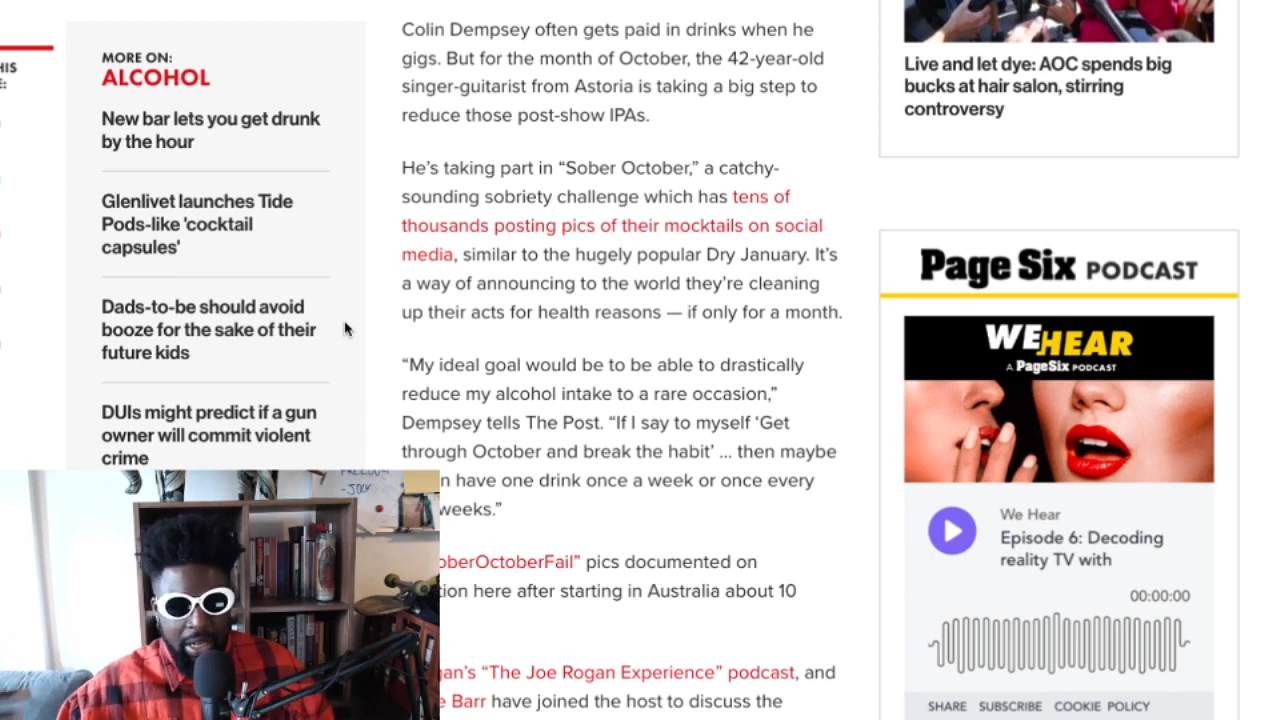 HIS
E:
MORE ON:
ALCOHOL
New bar lets you get drunk
by the hour
Glenlivet launches Tide
Pods-like 'cocktail
capsules'
Dads-to-be should avoid
booze for the sake of their
future kids
DUIs might predict if a gun
owner will commit violent
crime
Colin Dempsey often gets paid in drinks when he
gigs. But for the month of October, the 42-year-old
singer-guitarist from Astoria is taking a big step to
reduce those post-show IPAs.
He’s taking part in “Sober October,” a catchy-
sounding sobriety challenge which has tens of
thousands posting pics of their mocktails on social
media, similar to the hugely popular Dry January. It’s
a way of announcing to the world they’re cleaning
up their acts for health reasons — if only for a month.
“My ideal goal would be to be able to drastically
reduce my alcohol intake to a rare occasion,”
Dempsey tells The Post. “If I say to myself ‘Get
through October and break the habit’ ... then maybe
n have one drink once a week or once every
weeks.”
oberOctoberFail” pics documented on
tion here after starting in Australia about 10
gan’s “The Joe Rogan Experience” podcast, and
e Barr have joined the host to discuss the
Live and let dye: AOC spends big
bucks at hair salon, stirring
controversy
Page Six PODCAST
WE HEAR
A PageSix PODCAST
We Hear
Episode 6: Decoding
reality TV with
00:00:00
SHARE SUBSCRIBE COOKIE POLICY